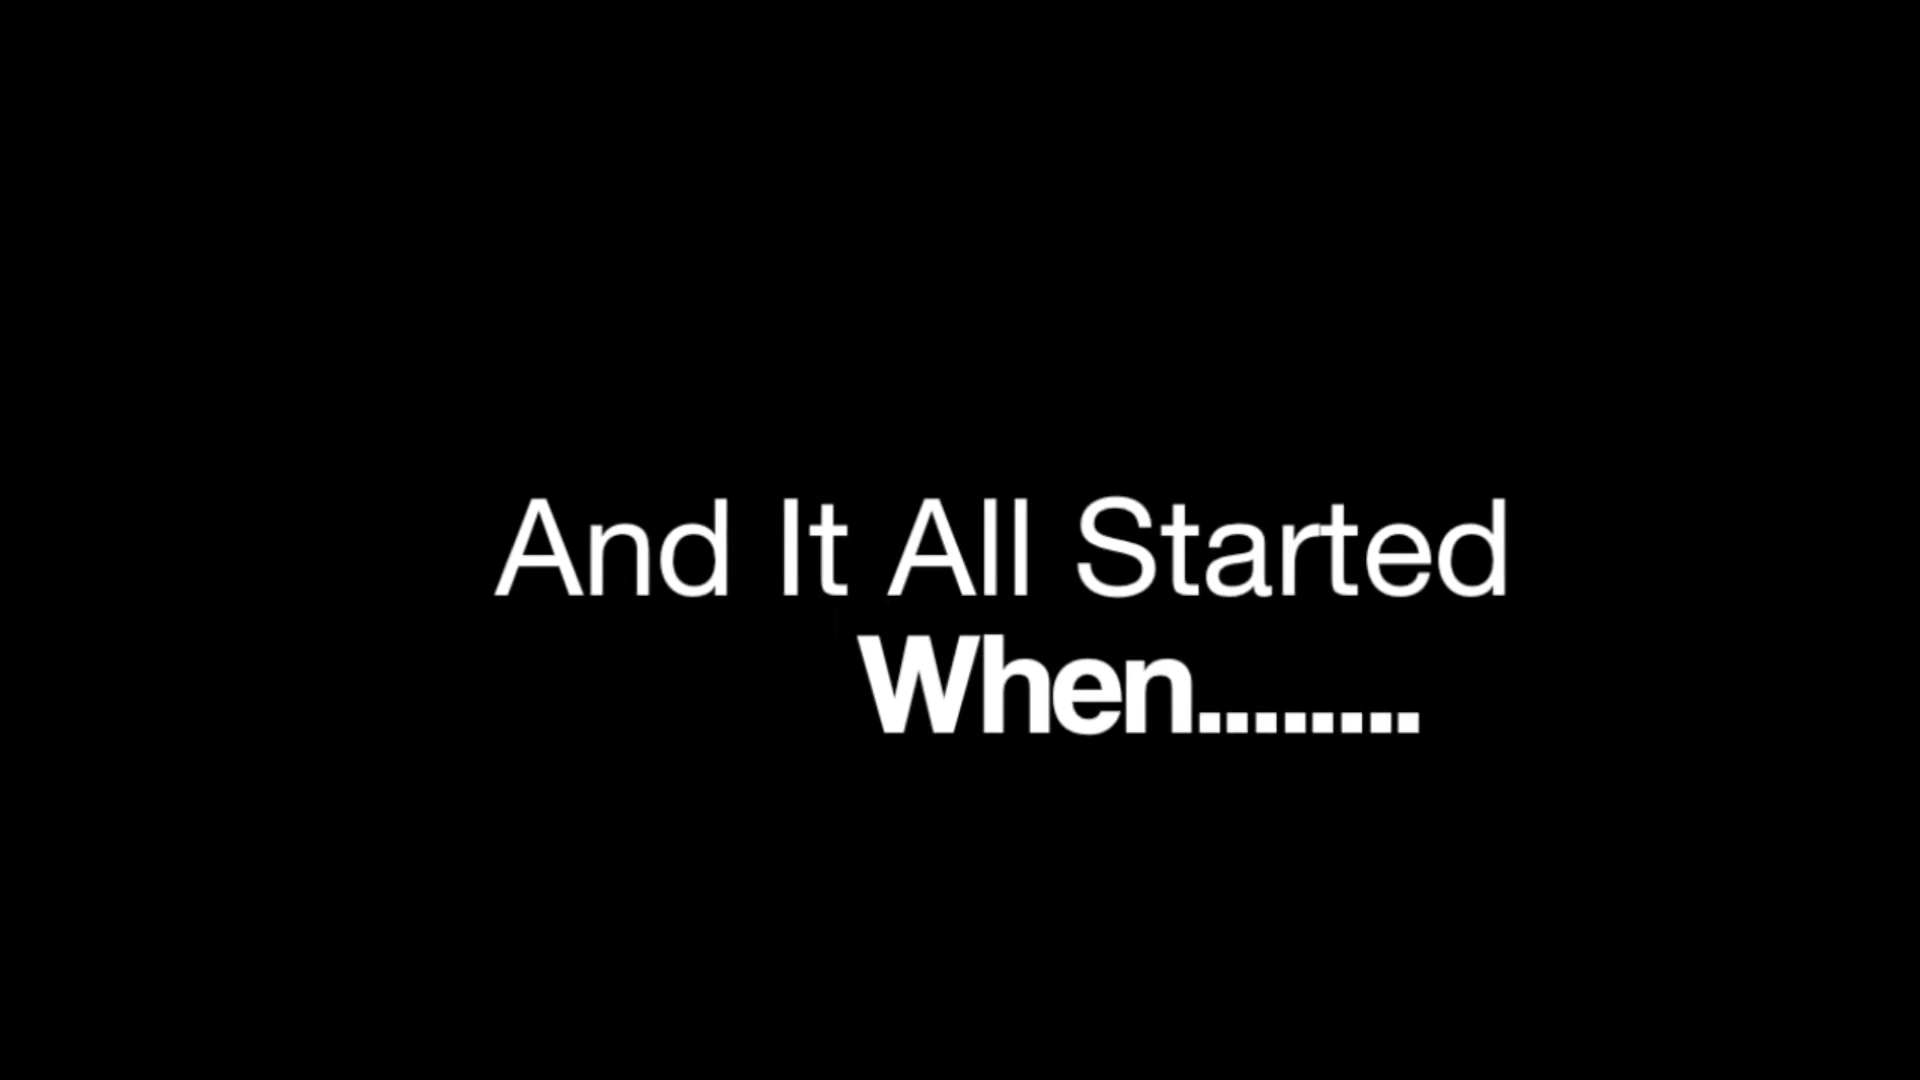 And It All Started
When........